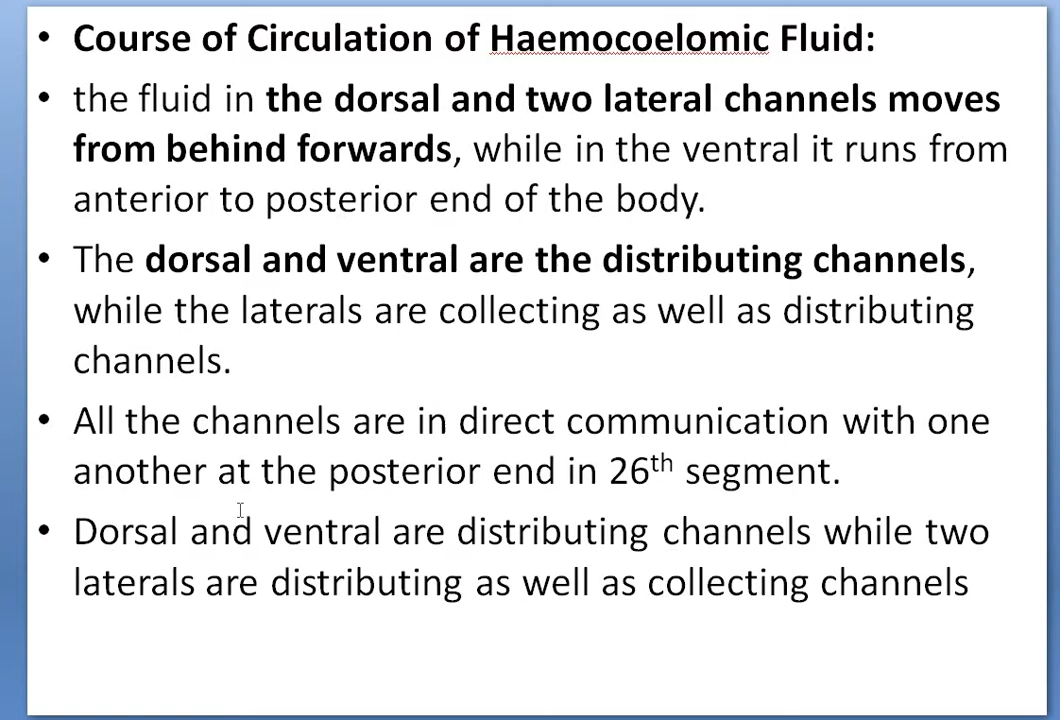 • Course of Circulation of Haemocoelomic Fluid:
• the fluid in the dorsal and two lateral channels moves
from behind forwards, while in the ventral it runs from
anterior to posterior end of the body.
• The dorsal and ventral are the distributing channels,
while the laterals are collecting as well as distributing
channels.
• All the channels are in direct communication with one
another at the posterior end in 26th segment.
• Dorsal and ventral are distributing channels while two
laterals are distributing as well as collecting channels